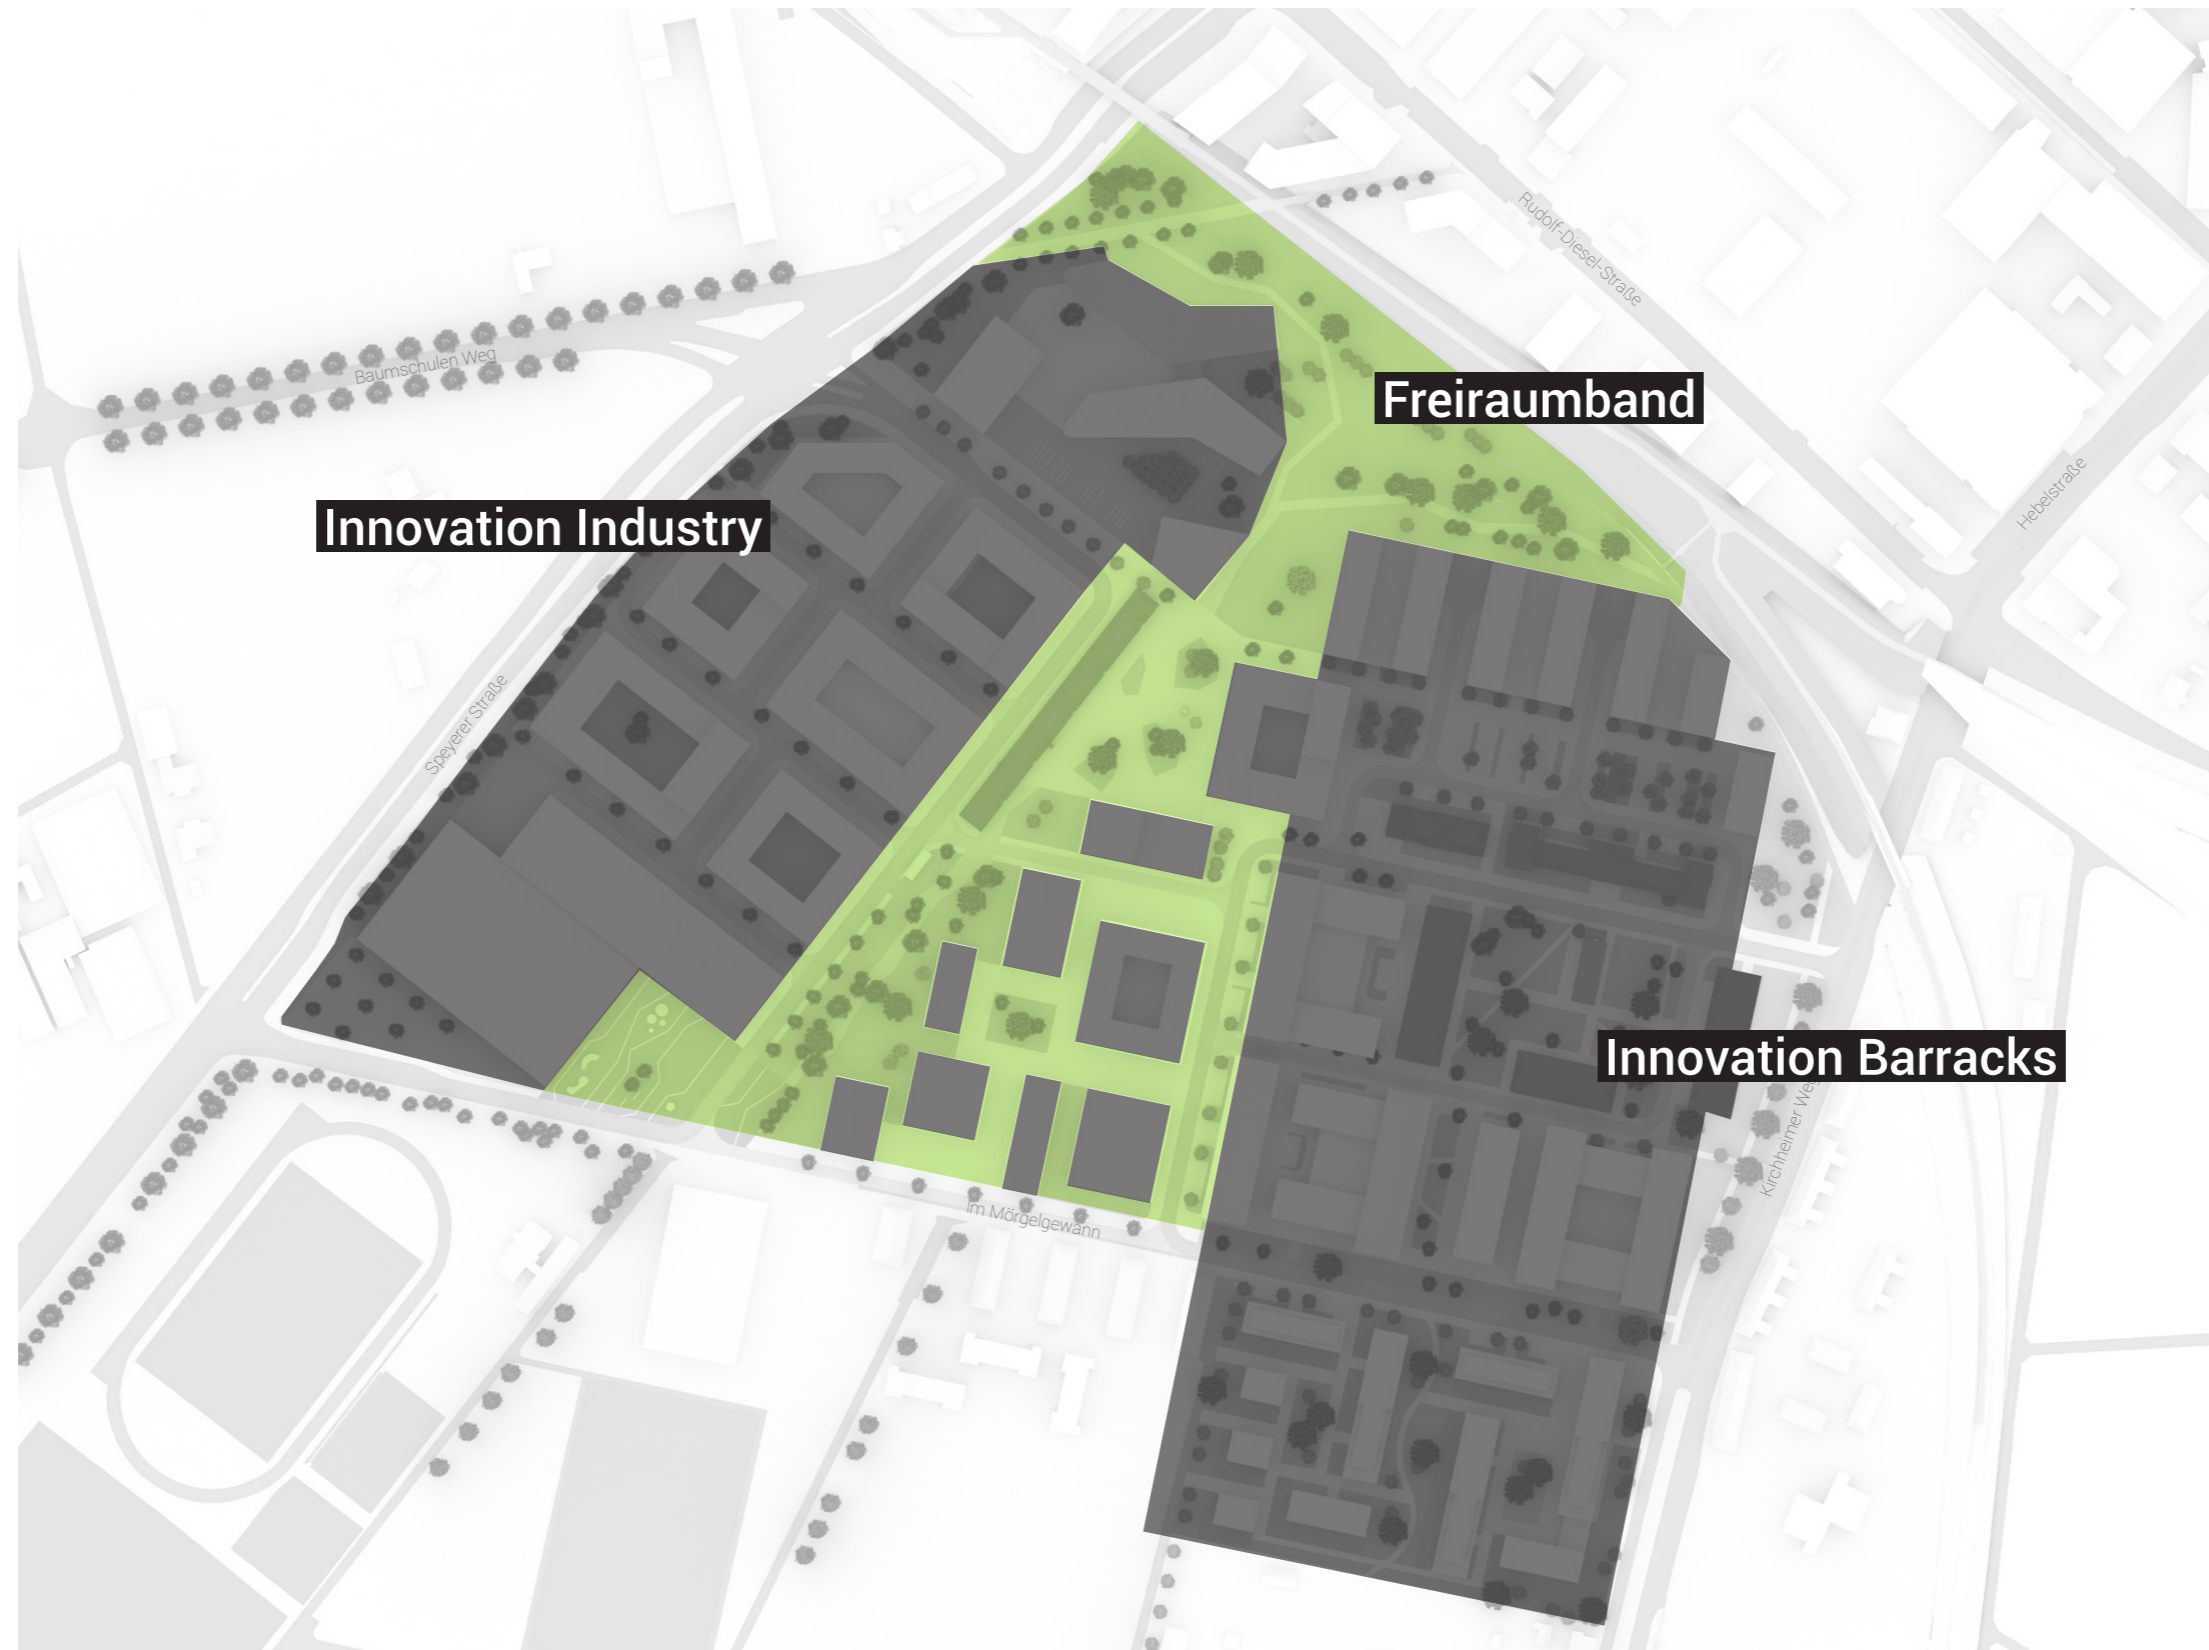 Rudolf-Diesel-Straße
Baumschulen Weg
Freiraumband
Innovation Industry
Hebelstraße
Speyerer Straße
Innovation Barracks
Kirchheimer Weg
Im Mörgelgewann